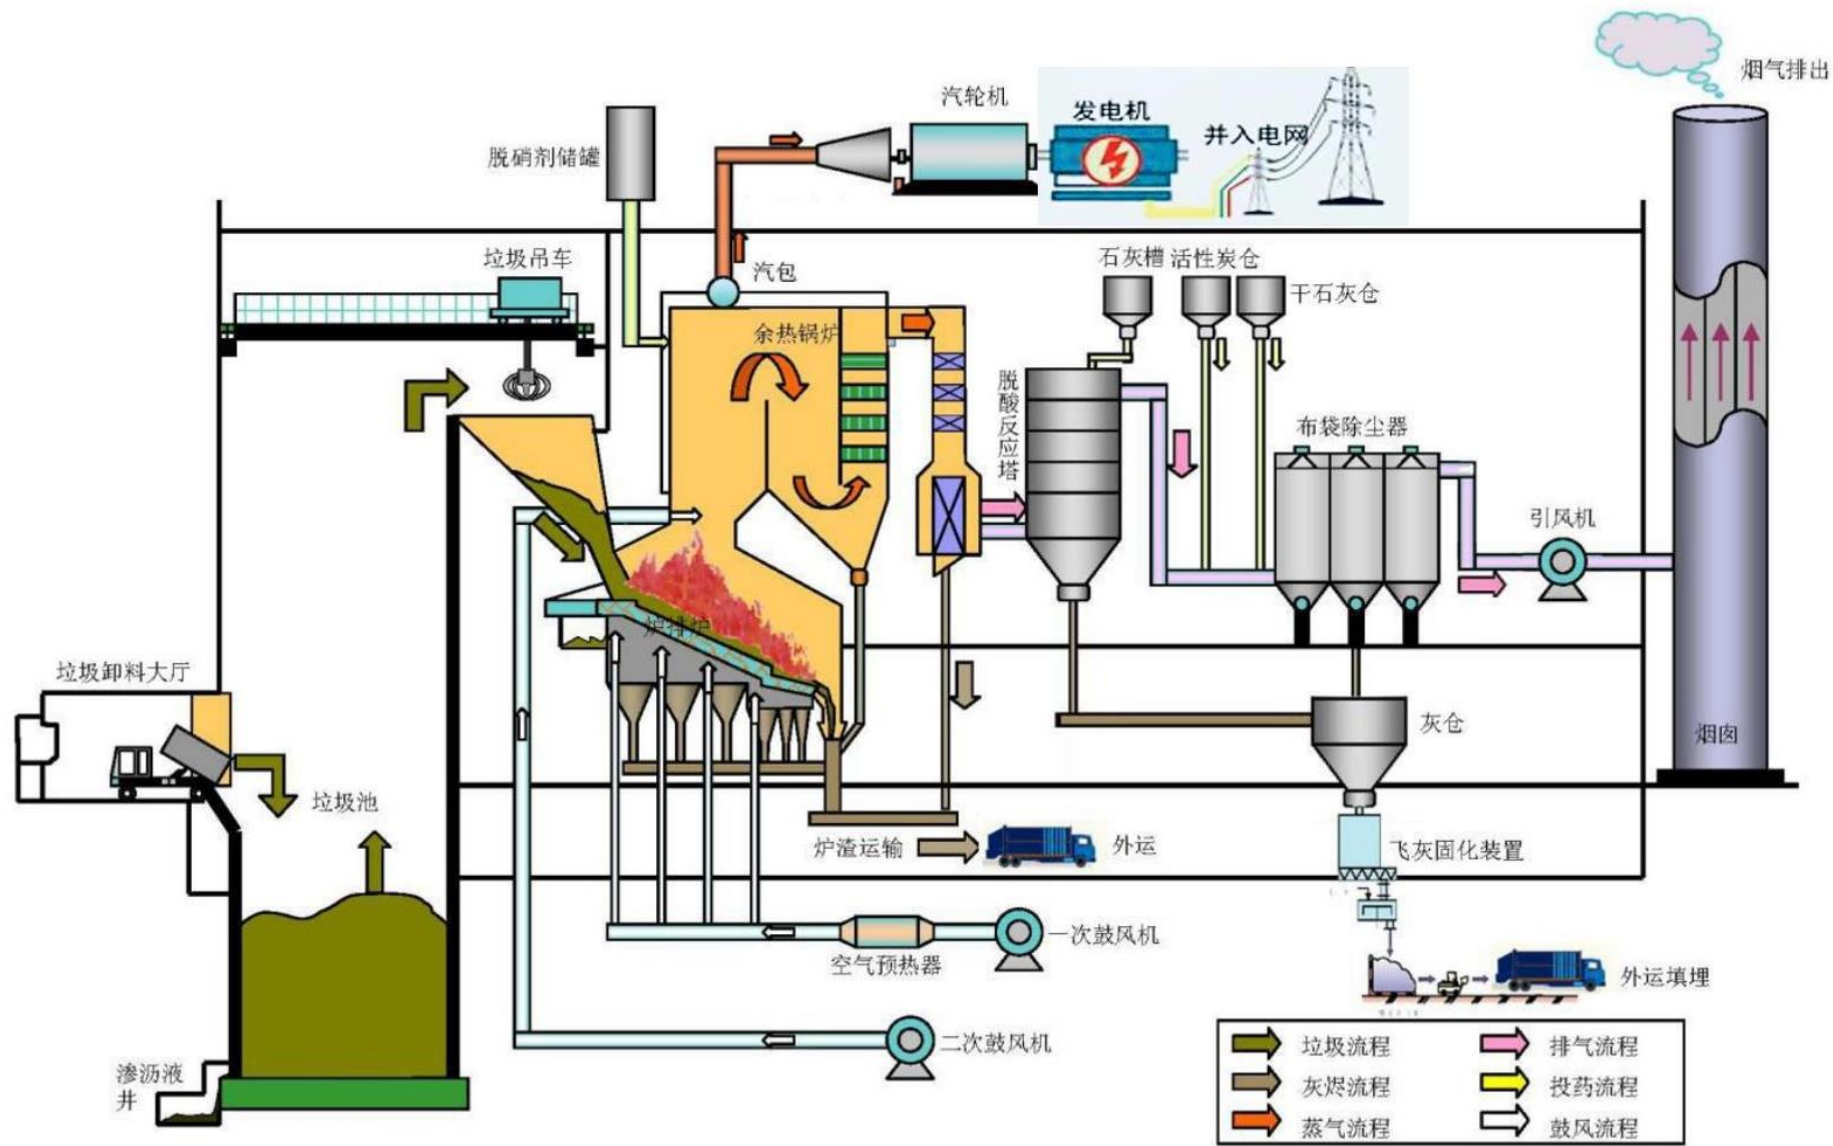 烟气排出
汽轮机
发电机
并入电网
脱硝剂储罐
垃圾吊车
汽包
石灰槽
活性炭仓
干石灰仓
余热锅炉
脱酸反应塔
布袋除尘器
引风机
炉排炉
垃圾卸料大厅
灰仓
烟囱
垃圾池
炉渣运输
外运
飞灰固化装置
一次鼓风机
空气预热器
外运填埋
二次鼓风机
渗沥液
井
垃圾流程
排气流程
灰烬流程
投药流程
蒸气流程
鼓风流程